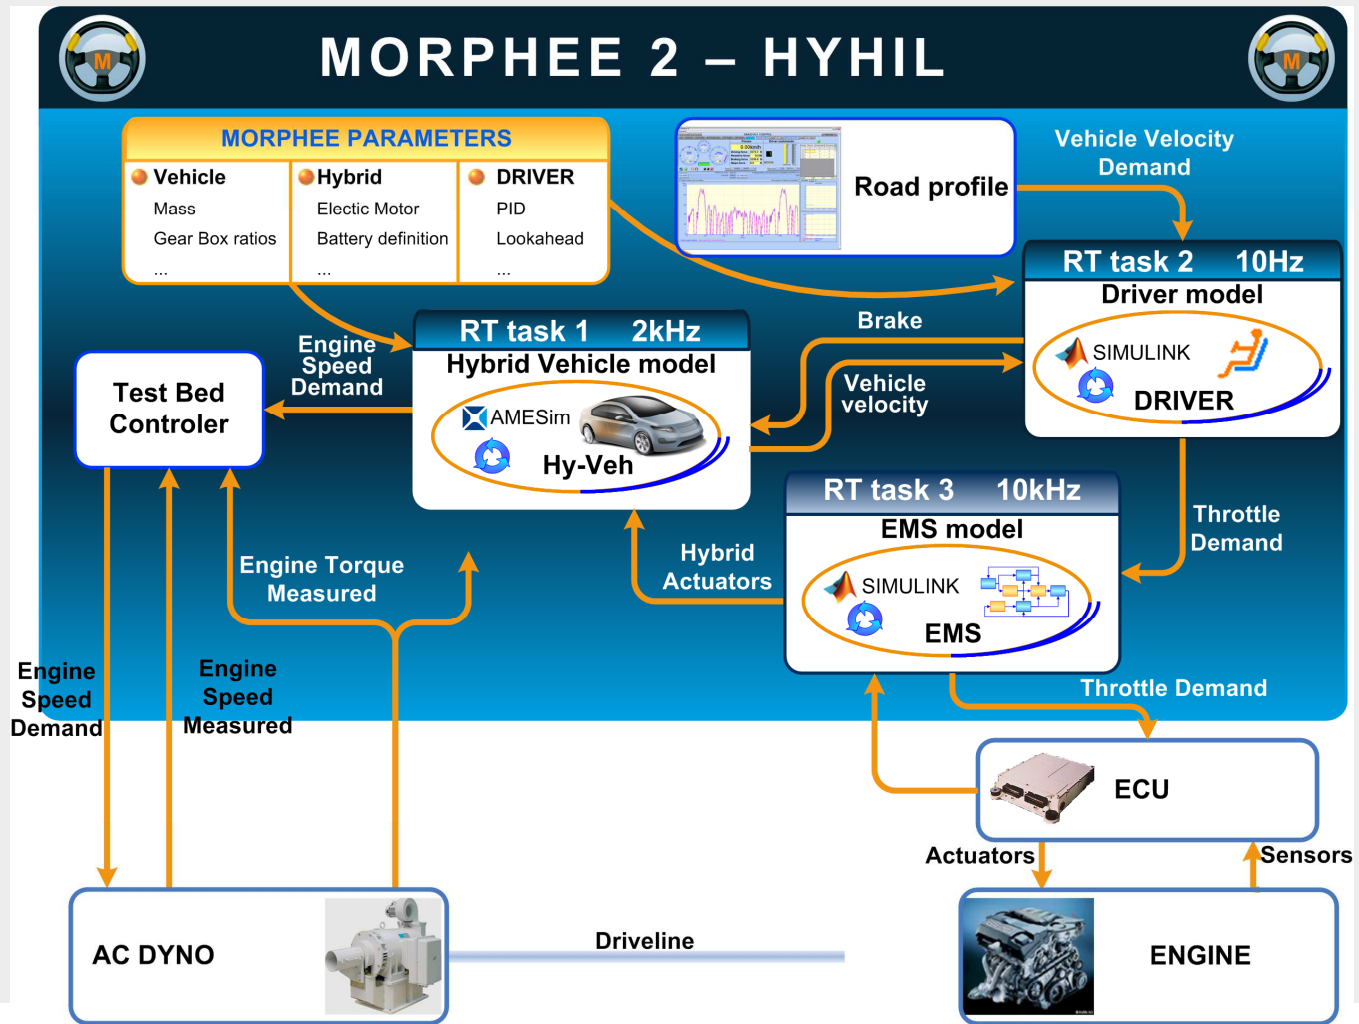 MORPHEE 2 – HYHIL
M
M
MORPHEE PARAMETERS
Vehicle
Mass
Gear Box ratios
...
Hybrid
Electic Motor
Battery definition
...
DRIVER
PID
Lookahead
...
Road profile
Vehicle Velocity
Demand
RT task 2 10Hz
Driver model
SIMULINK
DRIVER
Brake
Vehicle
velocity
RT task 1 2kHz
Hybrid Vehicle model
AMESim
Hy-Veh
Engine
Speed
Demand
Test Bed
Controler
RT task 3 10kHz
EMS model
SIMULINK
EMS
Hybrid
Actuators
Throttle
Demand
Engine Torque
Measured
Engine
Speed
Demand
Engine
Speed
Measured
Throttle Demand
ECU
Actuators
Sensors
AC DYNO
Driveline
ENGINE